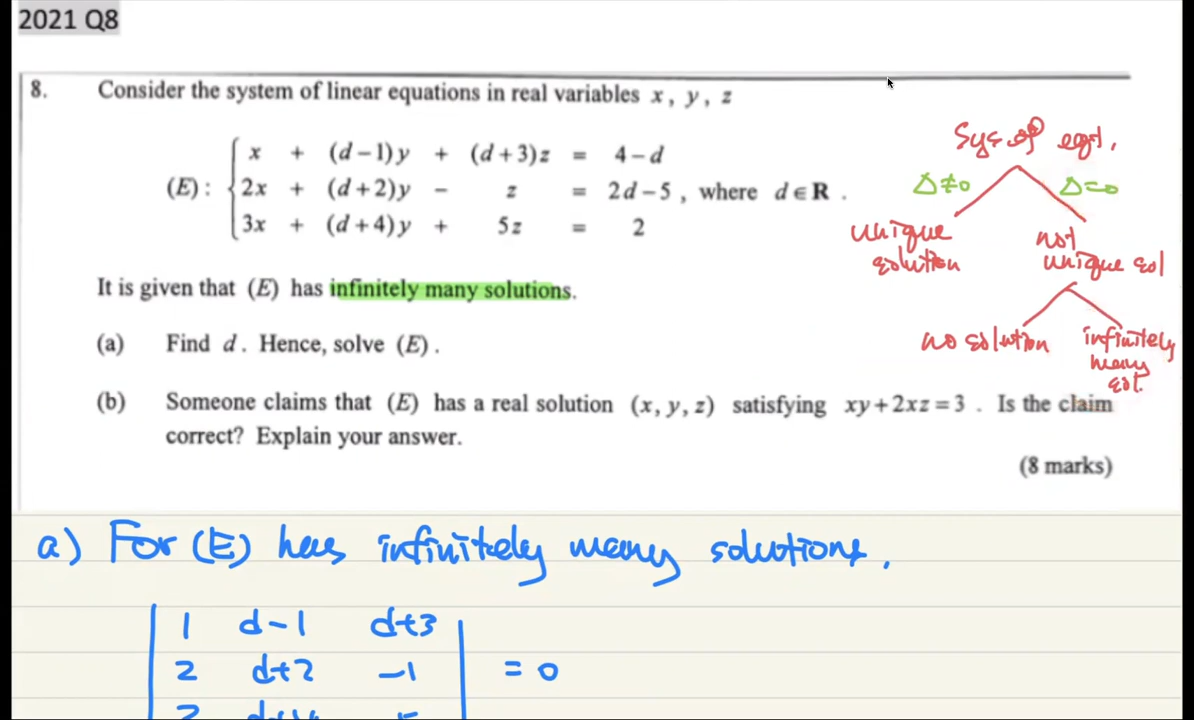 2021 Q8
8. Consider the system of linear equations in real variables x, y, z
x + (d−1)y + (d+3)z = 4−d
(E): 2x + (d+2)y − z = 2d−5, where d∈R.
3x + (d+4)y + 5z = 2
It is given that (E) has infinitely many solutions.
(a) Find d. Hence, solve (E).
(b) Someone claims that (E) has a real solution (x, y, z) satisfying xy+2xz=3. Is the claim
correct? Explain your answer.
(8 marks)
Sys of eqt.
Δ≠0 Δ=0
unique not
solution unique sol
no solution infinitely
many
sol.
a) For (E) has infinitely many solutions,
1 d−1 d+3
2 d+2 −1 = 0